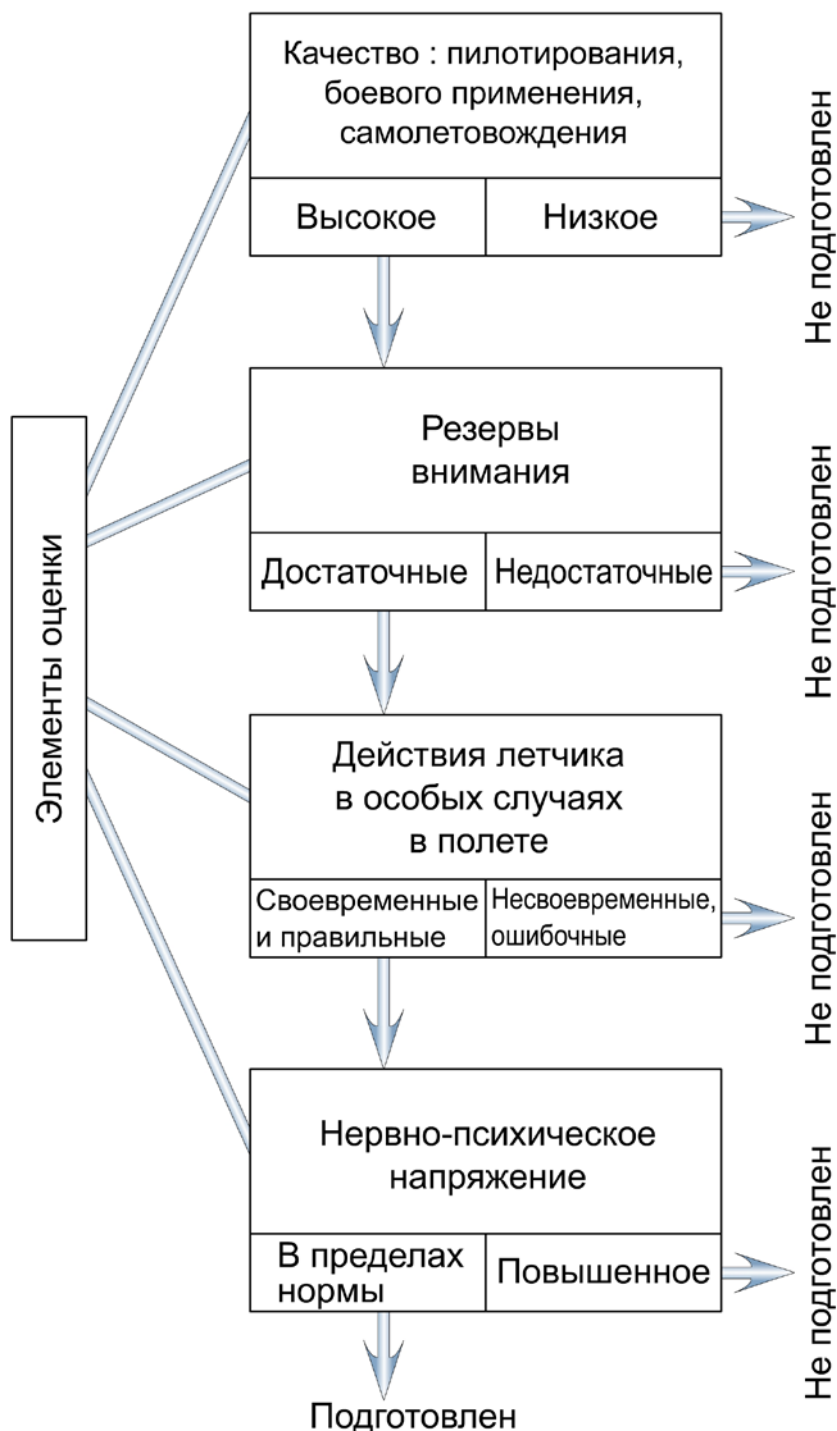 Качество : пилотирования,
боевого применения,
самолетовождения
Высокое
Низкое
Не подготовлен
Резервы
внимания
Достаточные
Недостаточные
Не подготовлен
Элементы оценки
Действия летчика
в особых случаях
в полете
Своевременные
и правильные
Несвоевременные,
ошибочные
Не подготовлен
Нервно-психическое
напряжение
В пределах
нормы
Повышенное
Не подготовлен
Подготовлен